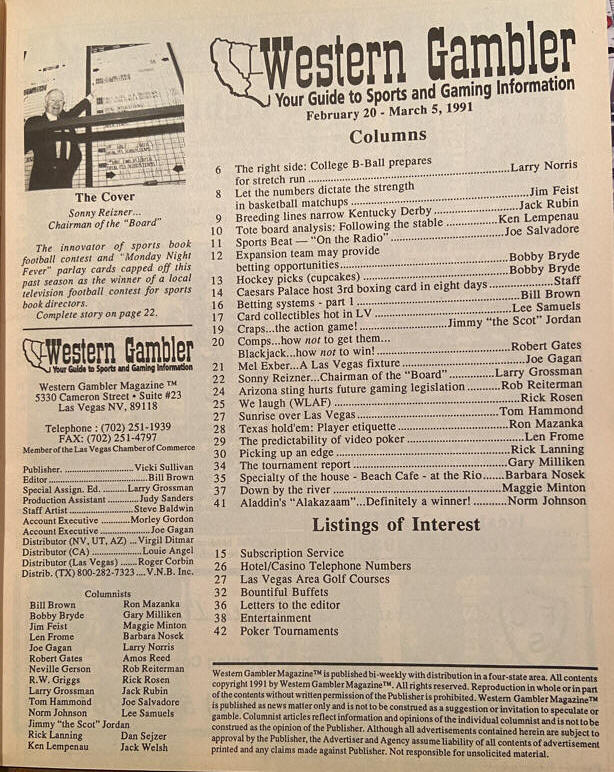 Western Gambler
Your Guide to Sports and Gaming Information
February 20 - March 5, 1991
The Cover
Sonny Reizner...
Chairman of the "Board"
The innovator of sports book
football contest and "Monday Night
Fever" parlay cards capped off this
past season as the winner of a local
television football contest for sports
book directors.
Complete story on page 22.
Western Gambler
Your Guide to Sports and Gaming Information
Western Gambler Magazine ™
5330 Cameron Street • Suite #23
Las Vegas NV, 89118
Telephone : (702) 251-1939
FAX: (702) 251-4797
Member of the Las Vegas Chamber of Commerce
Publisher. ........................Vicki Sullivan
Editor ..................................Bill Brown
Special Assign. Ed. ........Larry Grossman
Production Assistant .......Judy Sanders
Staff Artist ......................Steve Baldwin
Account Executive .........Morley Gordon
Account Executive ................Joe Gagan
Distributor (NV, UT, AZ) ...Virgil Ditmar
Distributor (CA) .................Louie Angel
Distributor (Las Vegas) .....Roger Corbin
Distrib. (TX) 800-282-7323 ....V.N.B. Inc.
Columnists
Bill Brown Ron Mazanka
Bobby Bryde Gary Milliken
Jim Feist Maggie Minton
Len Frome Barbara Nosek
Joe Gagan Larry Norris
Robert Gates Amos Reed
Neville Gerson Rob Reiterman
R.W. Griggs Rick Rosen
Larry Grossman Jack Rubin
Tom Hammond Joe Salvadore
Norm Johnson Lee Samuels
Jimmy "the Scot" Jordan
Rick Lanning Dan Sejzer
Ken Lempenau Jack Welsh
Columns
6 The right side: College B-Ball prepares
for stretch run ..................................Larry Norris
8 Let the numbers dictate the strength
in basketball matchups ..............................Jim Feist
9 Breeding lines narrow Kentucky Derby ..................Jack Rubin
10 Tote board analysis: Following the stable ...............Ken Lempenau
11 Sports Beat — "On the Radio" ........................Joe Salvadore
12 Expansion team may provide
betting opportunities..............................Bobby Bryde
13 Hockey picks (cupcakes) ..........................Bobby Bryde
14 Caesars Palace host 3rd boxing card in eight days ..................Staff
16 Betting systems - part 1 ..............................Bill Brown
17 Card collectibles hot in LV ..........................Lee Samuels
19 Craps...the action game! ......................Jimmy "the Scot" Jordan
20 Comps...how not to get them...
Blackjack...how not to win! ..........................Robert Gates
21 Mel Exber...A Las Vegas fixture ........................Joe Gagan
22 Sonny Reizner...Chairman of the "Board" ..............Larry Grossman
24 Arizona sting hurts future gaming legislation ............Rob Reiterman
25 We laugh (WLAF) ..............................Rick Rosen
27 Sunrise over Las Vegas ..........................Tom Hammond
28 Texas hold'em: Player etiquette ......................Ron Mazanka
29 The predictability of video poker ......................Len Frome
30 Picking up an edge ..............................Rick Lanning
34 The tournament report ..........................Gary Milliken
35 Specialty of the house - Beach Cafe - at the Rio........Barbara Nosek
37 Down by the river ..............................Maggie Minton
41 Aladdin's "Alakazaam"...Definitely a winner! ............Norm Johnson
Listings of Interest
15 Subscription Service
26 Hotel/Casino Telephone Numbers
27 Las Vegas Area Golf Courses
32 Bountiful Buffets
36 Letters to the editor
38 Entertainment
42 Poker Tournaments
Western Gambler Magazine™ is published bi-weekly with distribution in a four-state area. All contents
copyright 1991 by Western Gambler Magazine™. All rights reserved. Reproduction in whole or in part
of the contents without written permission of the Publisher is prohibited. Western Gambler Magazine™
is published as news matter only and is not to be construed as a suggestion or invitation to speculate or
gamble. Columnist articles reflect information and opinions of the individual columnist and is not to be
construed as the opinion of the Publisher. Although all advertisements contained herein are subject to
approval by the Publisher, the Advertiser and Agency assume liability of all contents of advertisement
printed and any claims made against Publisher. Not responsible for unsolicited material.